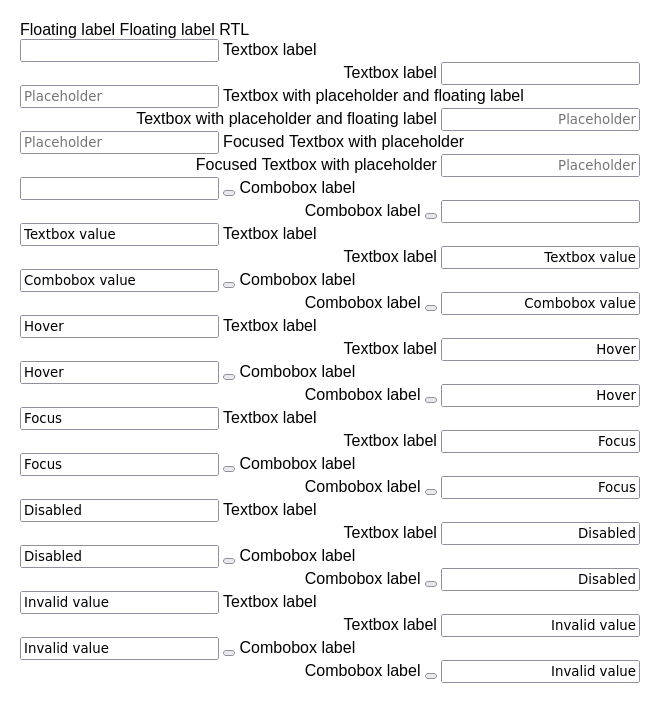 Floating label Floating label RTL
Textbox label
Textbox label
Placeholder Textbox with placeholder and floating label
Textbox with placeholder and floating label Placeholder
Placeholder Focused Textbox with placeholder
Focused Textbox with placeholder Placeholder
Combobox label
Combobox label
Textbox value Textbox label
Textbox label Textbox value
Combobox value Combobox label
Combobox label Combobox value
Hover Textbox label
Textbox label Hover
Hover Combobox label
Combobox label Hover
Focus Textbox label
Textbox label Focus
Focus Combobox label
Combobox label Focus
Disabled Textbox label
Textbox label Disabled
Disabled Combobox label
Combobox label Disabled
Invalid value Textbox label
Textbox label Invalid value
Invalid value Combobox label
Combobox label Invalid value